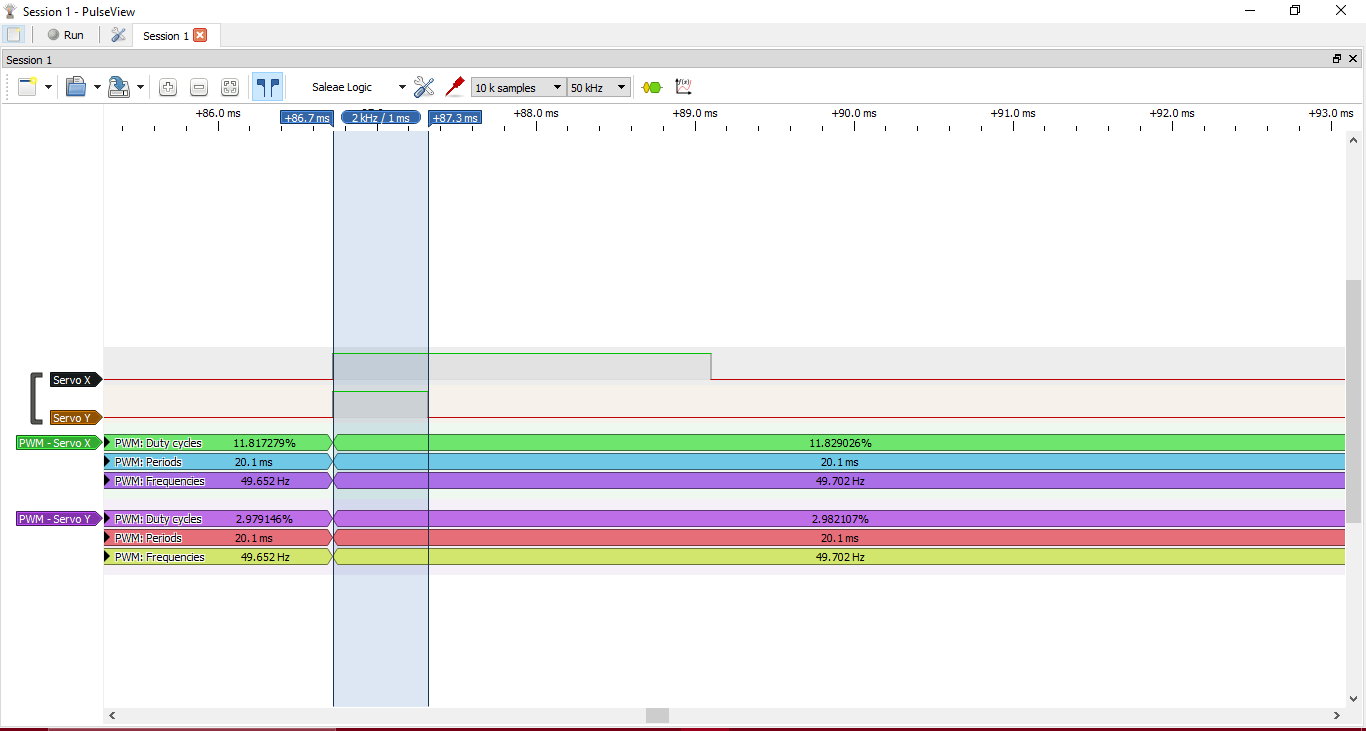 Session 1 - PulseView
Run
Session 1
Session 1
Saleae Logic
10 k samples
50 kHz
+86.0 ms
+88.0 ms
+89.0 ms
+90.0 ms
+91.0 ms
+92.0 ms
+93.0 ms
+86.7 ms
2 kHz / 1 ms
+87.3 ms
Servo X
Servo Y
PWM - Servo X
PWM: Duty cycles 11.817279% 11.829026%
PWM: Periods 20.1 ms 20.1 ms
PWM: Frequencies 49.652 Hz 49.702 Hz
PWM - Servo Y
PWM: Duty cycles 2.979146% 2.982107%
PWM: Periods 20.1 ms 20.1 ms
PWM: Frequencies 49.652 Hz 49.702 Hz